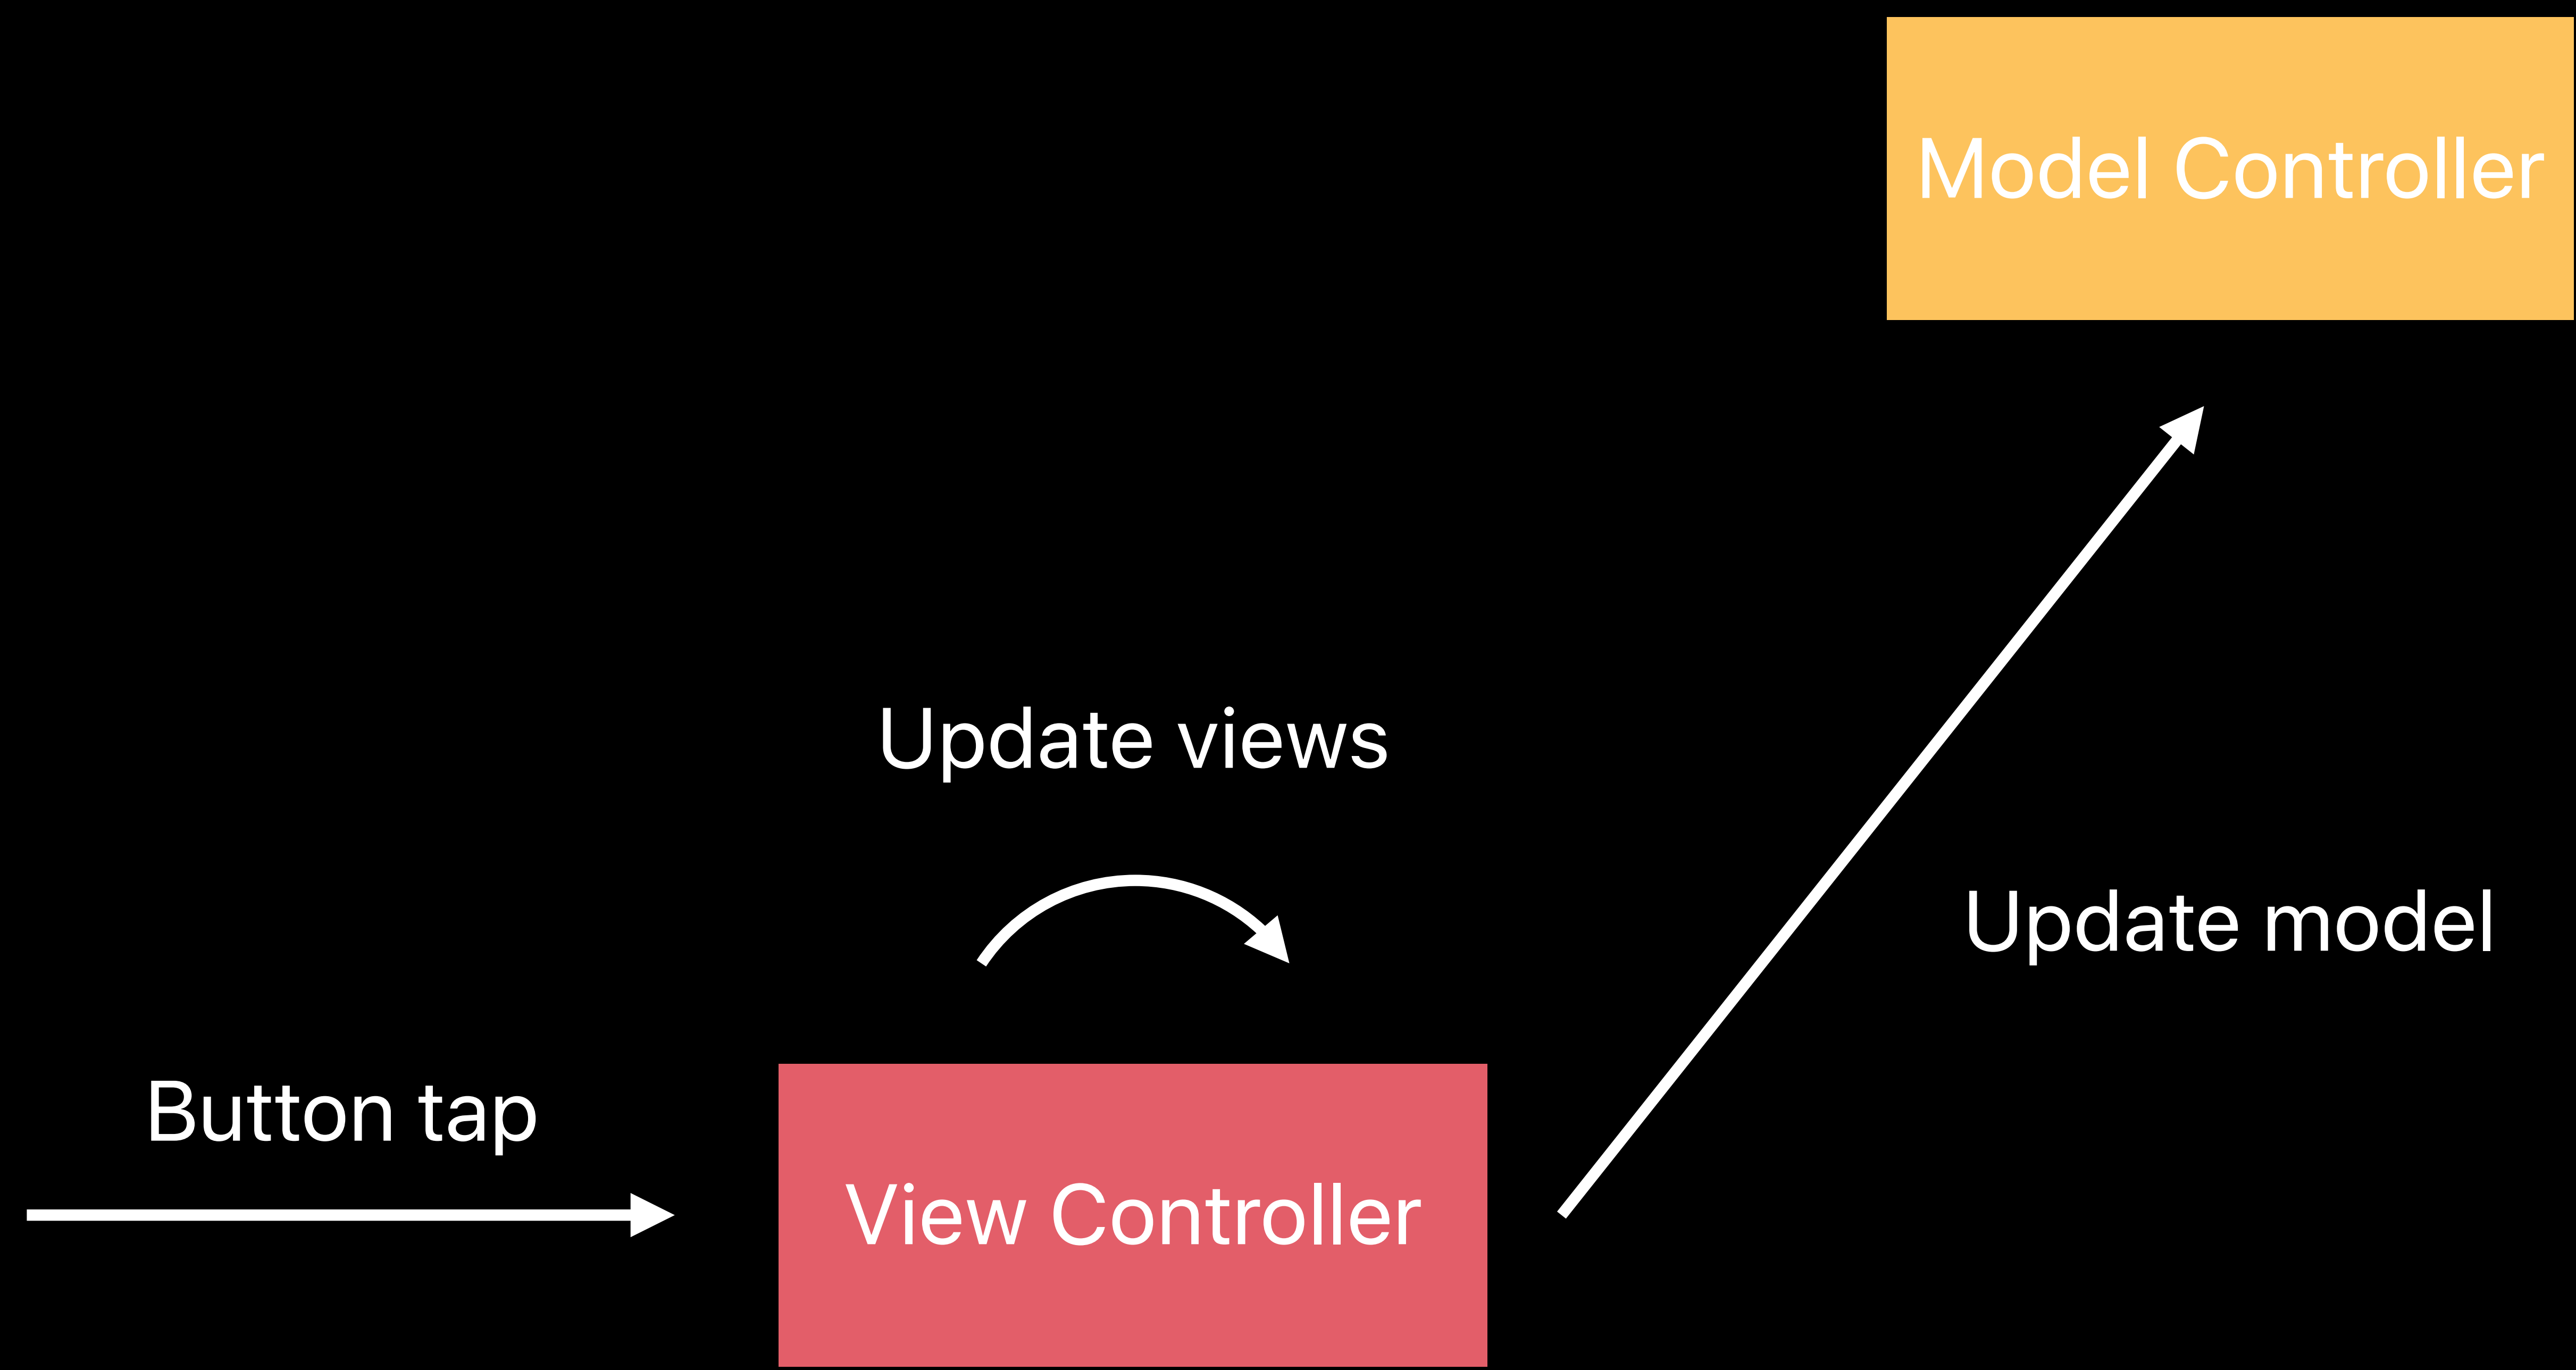 Model Controller
Update views
Update model
Button tap
View Controller